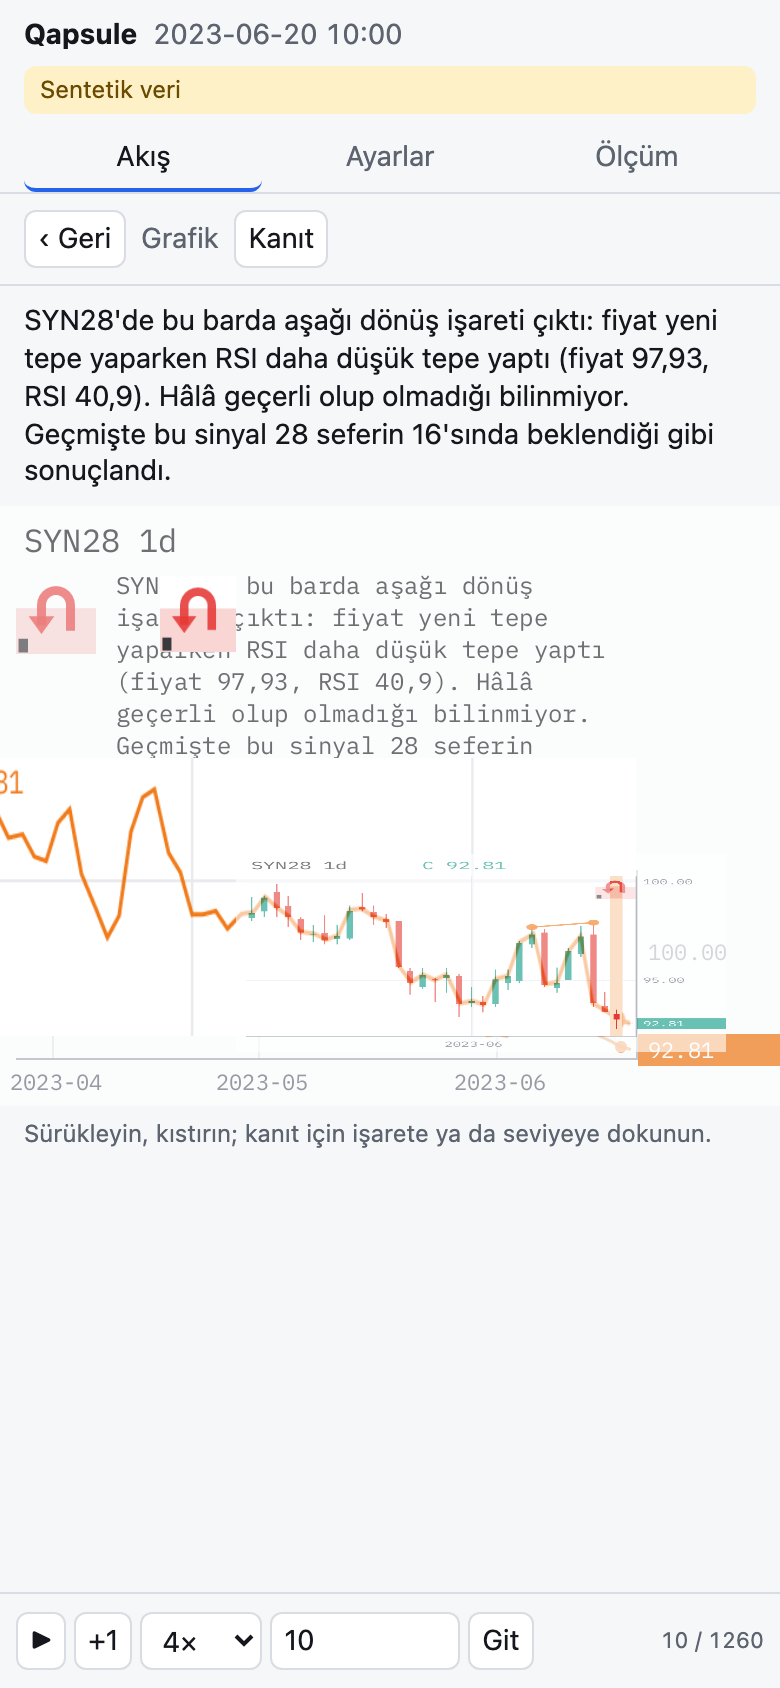 Qapsule 2023-06-20 10:00
Sentetik veri
Akış Ayarlar Ölçüm
‹ Geri Grafik Kanıt
SYN28'de bu barda aşağı dönüş işareti çıktı: fiyat yeni
tepe yaparken RSI daha düşük tepe yaptı (fiyat 97,93,
RSI 40,9). Hâlâ geçerli olup olmadığı bilinmiyor.
Geçmişte bu sinyal 28 seferin 16'sında beklendiği gibi
sonuçlandı.
SYN28 1d
SYN bu barda aşağı dönüş
işa çıktı: fiyat yeni tepe
yaparken RSI daha düşük tepe yaptı
(fiyat 97,93, RSI 40,9). Hâlâ
geçerli olup olmadığı bilinmiyor.
Geçmişte bu sinyal 28 seferin
81
SYN28 1d C 92.81
100.00
100.00
95.00
92.81
92.81
2023-06
2023-04 2023-05 2023-06
Sürükleyin, kıstırın; kanıt için işarete ya da seviyeye dokunun.
+1 4× 10 Git 10 / 1260